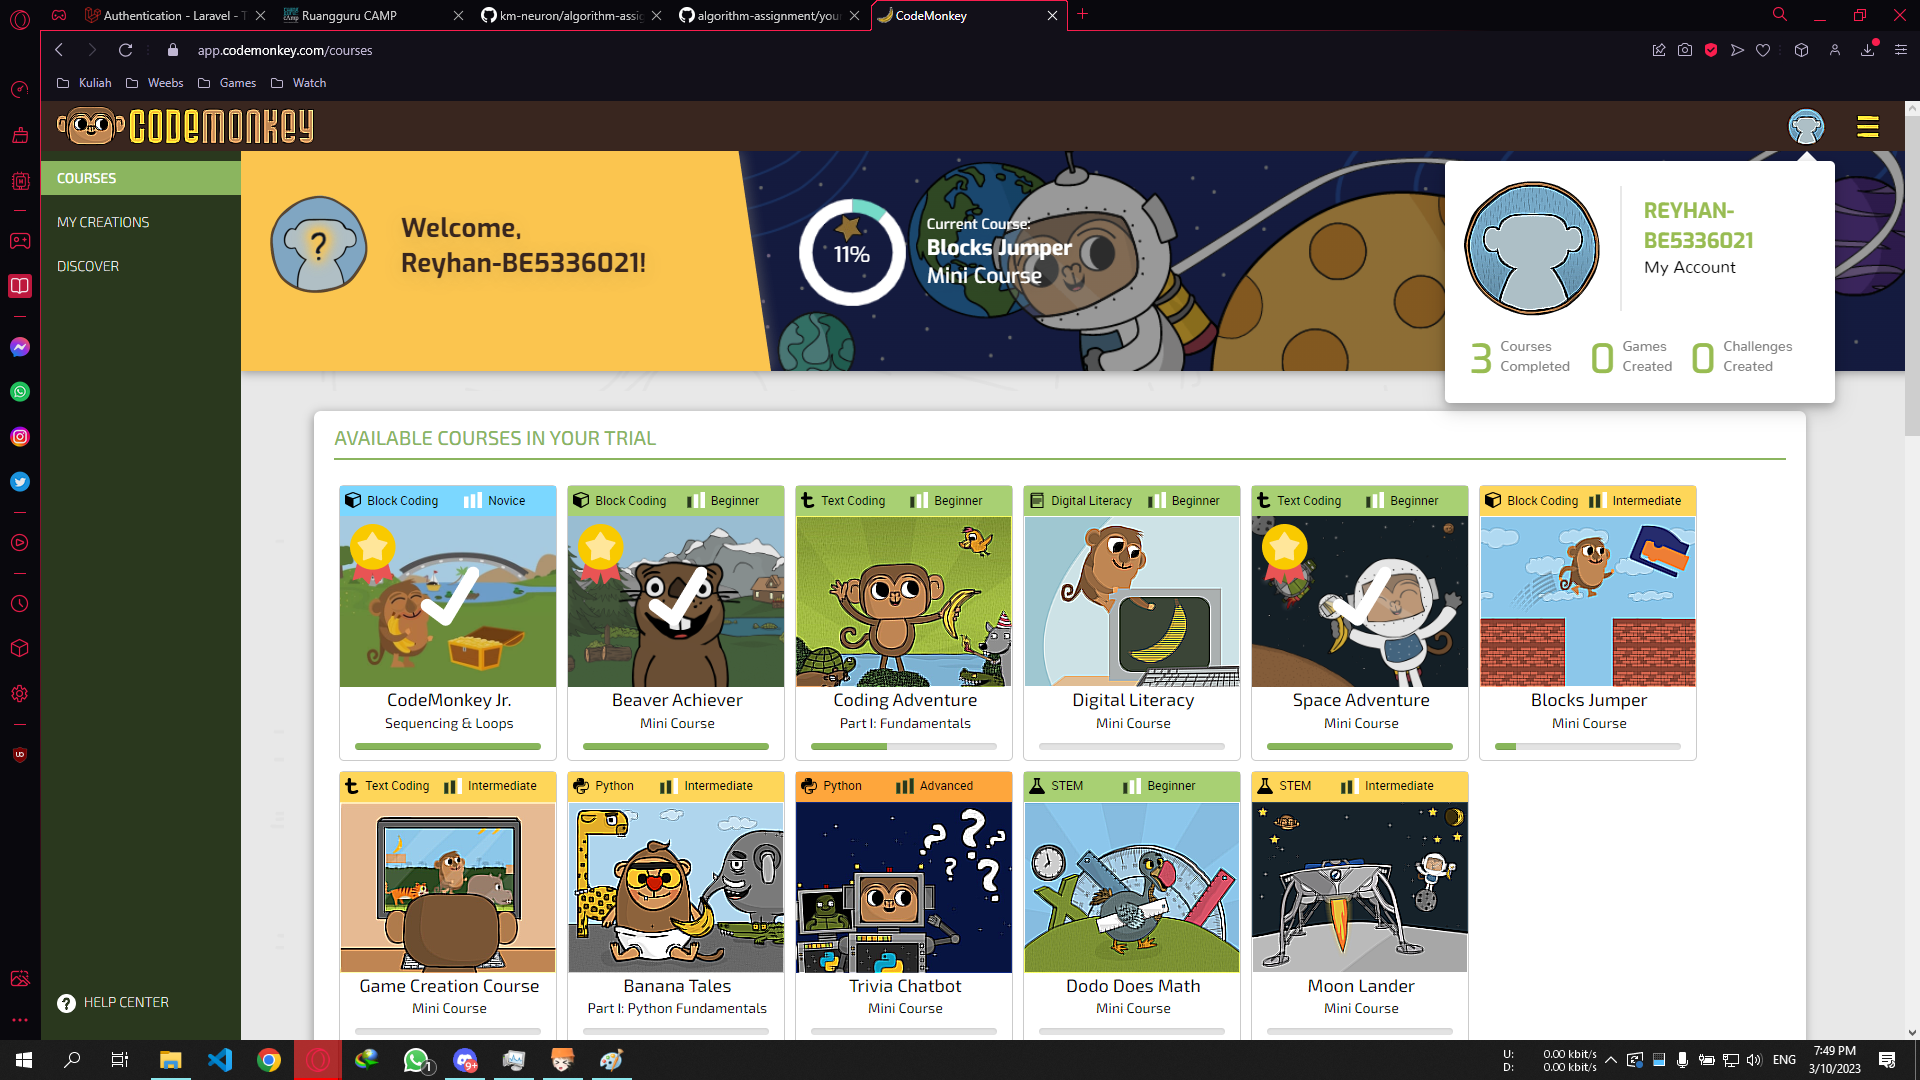 Authentication - Laravel - T
Ruangguru CAMP
km-neuron/algorithm-assig
algorithm-assignment/your
CodeMonkey
app.codemonkey.com/courses
Kuliah
Weebs
Games
Watch
CODEMONKEY
COURSES
MY CREATIONS
DISCOVER
HELP CENTER
?
Welcome,
Reyhan-BE5336021!
11%
Current Course:
Blocks Jumper
Mini Course
REYHAN-
BE5336021
My Account
3 Courses Completed
0 Games Created
0 Challenges Created
AVAILABLE COURSES IN YOUR TRIAL
Block Coding Novice
CodeMonkey Jr.
Sequencing & Loops
Block Coding Beginner
Beaver Achiever
Mini Course
Text Coding Beginner
Coding Adventure
Part I: Fundamentals
Digital Literacy Beginner
Digital Literacy
Mini Course
Text Coding Beginner
Space Adventure
Mini Course
Block Coding Intermediate
Blocks Jumper
Mini Course
Text Coding Intermediate
Game Creation Course
Mini Course
Python Intermediate
Banana Tales
Part I: Python Fundamentals
Python Advanced
? ? ? ?
Trivia Chatbot
Mini Course
STEM Beginner
Dodo Does Math
Mini Course
STEM Intermediate
Moon Lander
Mini Course
1
9+
U: 0.00 kbit/s
D: 0.00 kbit/s
ENG
7:49 PM
3/10/2023